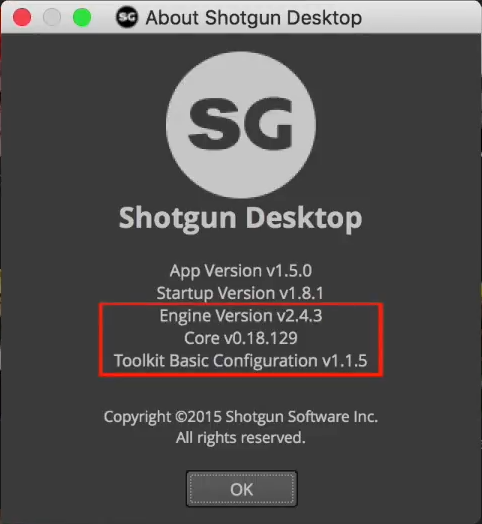 SG About Shotgun Desktop
SG
Shotgun Desktop
App Version v1.5.0
Startup Version v1.8.1
Engine Version v2.4.3
Core v0.18.129
Toolkit Basic Configuration v1.1.5
Copyright ©2015 Shotgun Software Inc.
All rights reserved.
OK